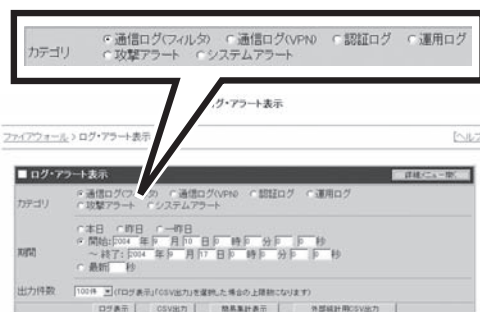 カテゴリ ⦿通信ログ(フィルタ) ○通信ログ(VPN) ○認証ログ ○運用ログ
○攻撃アラート ○システムアラート
グ・アラート表示
ファイアウォール > ログ・アラート表示 [ヘルプ
■ ログ・アラート表示 詳細メニュー開く
カテゴリ ⦿通信ログ(フ タ) ○通信ログ(VPN) ○認証ログ ○運用ログ
○攻撃アラート ○システムアラート
○本日 ○昨日 ○一昨日
期間 ⦿開始:2004 年 9 月 10 日 0 時 0 分 0 秒
～ 終了:2004 年 9 月 17 日 0 時 0 分 0 秒
○最新 秒
出力件数 100件 (「ログ表示」「CSV出力」を選択した場合の上限数になります)
ログ表示 CSV出力 簡易集計表示 外部統計用CSV出力